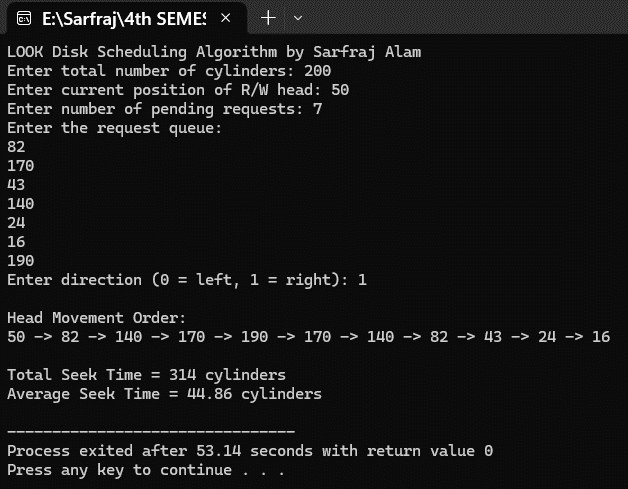 E:\Sarfraj\4th SEMES
LOOK Disk Scheduling Algorithm by Sarfraj Alam
Enter total number of cylinders: 200
Enter current position of R/W head: 50
Enter number of pending requests: 7
Enter the request queue:
82
170
43
140
24
16
190
Enter direction (0 = left, 1 = right): 1
Head Movement Order:
50 -> 82 -> 140 -> 170 -> 190 -> 170 -> 140 -> 82 -> 43 -> 24 -> 16
Total Seek Time = 314 cylinders
Average Seek Time = 44.86 cylinders
--------------------------------
Process exited after 53.14 seconds with return value 0
Press any key to continue . . .